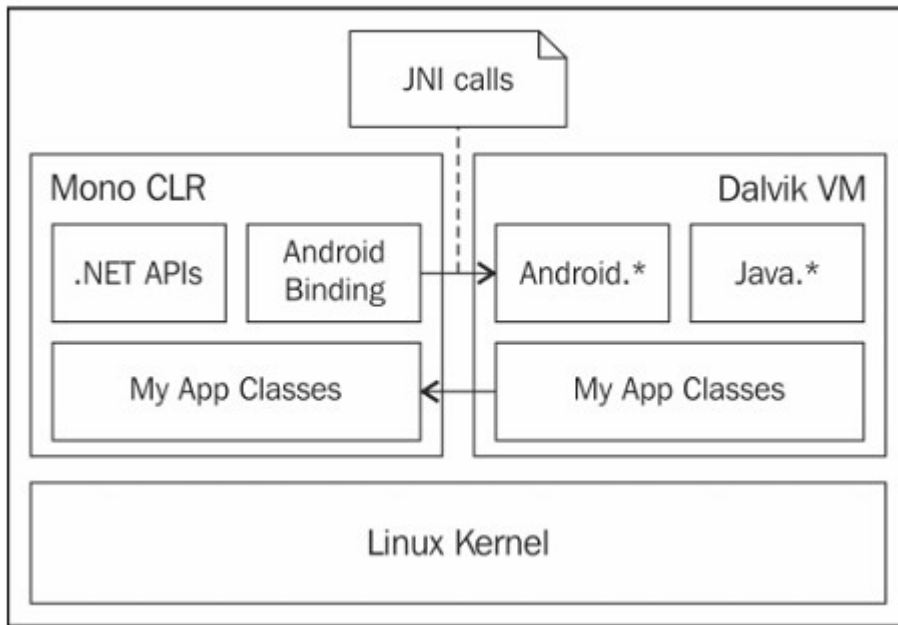 JNI calls
Mono CLR
Dalvik VM
.NET APIs
Android
Binding
Android.*
Java.*
My App Classes
My App Classes
Linux Kernel